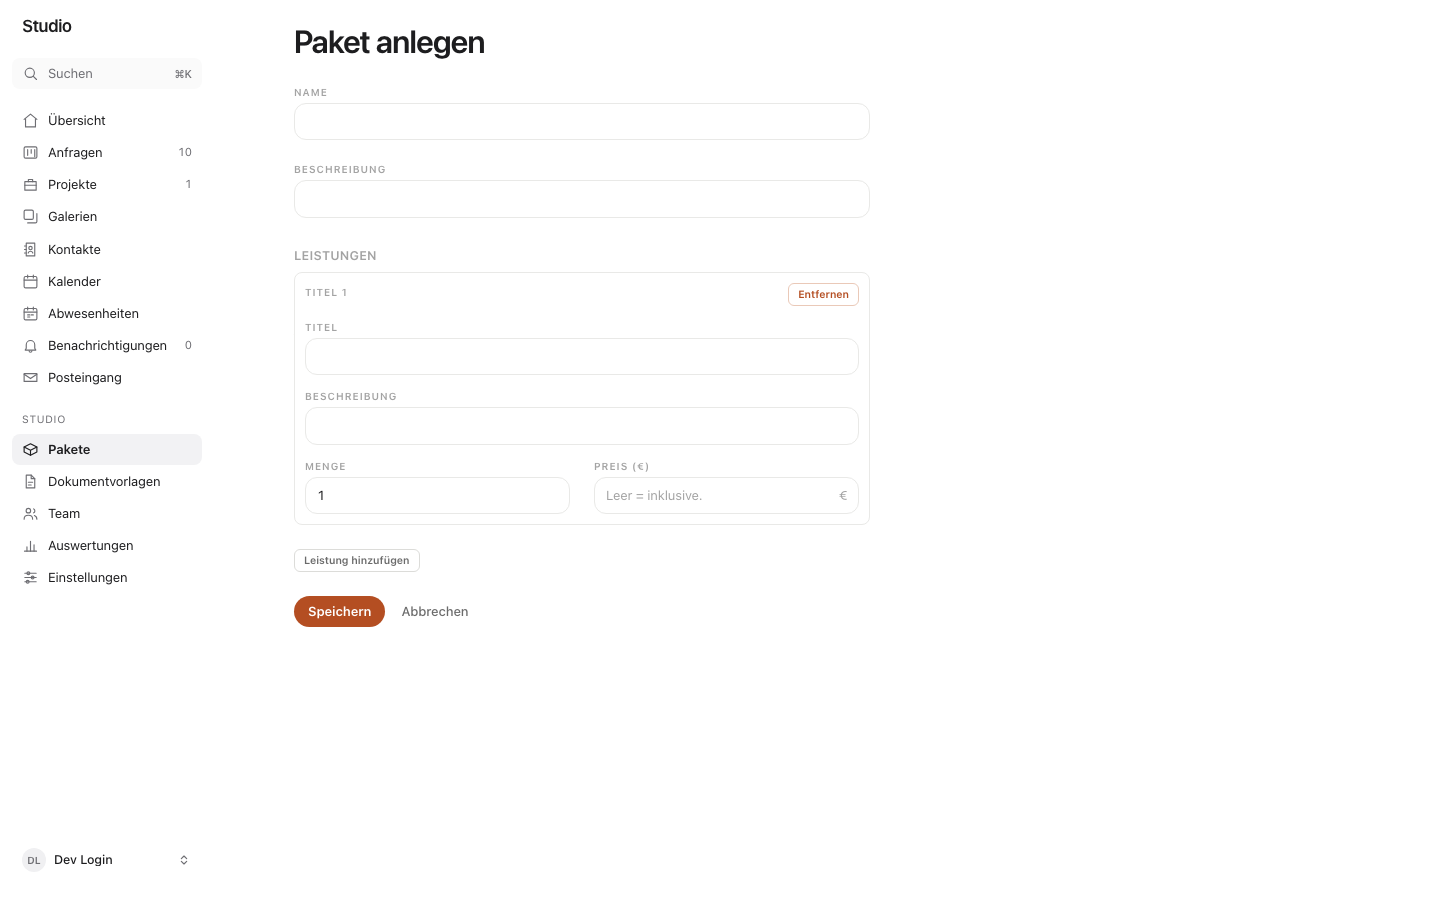 Studio
Suchen ⌘K
Übersicht
Anfragen 10
Projekte 1
Galerien
Kontakte
Kalender
Abwesenheiten
Benachrichtigungen 0
Posteingang
STUDIO
Pakete
Dokumentvorlagen
Team
Auswertungen
Einstellungen
DL Dev Login
Paket anlegen
NAME
BESCHREIBUNG
LEISTUNGEN
TITEL 1 Entfernen
TITEL
BESCHREIBUNG
MENGE PREIS (€)
1 Leer = inklusive. €
Leistung hinzufügen
Speichern Abbrechen